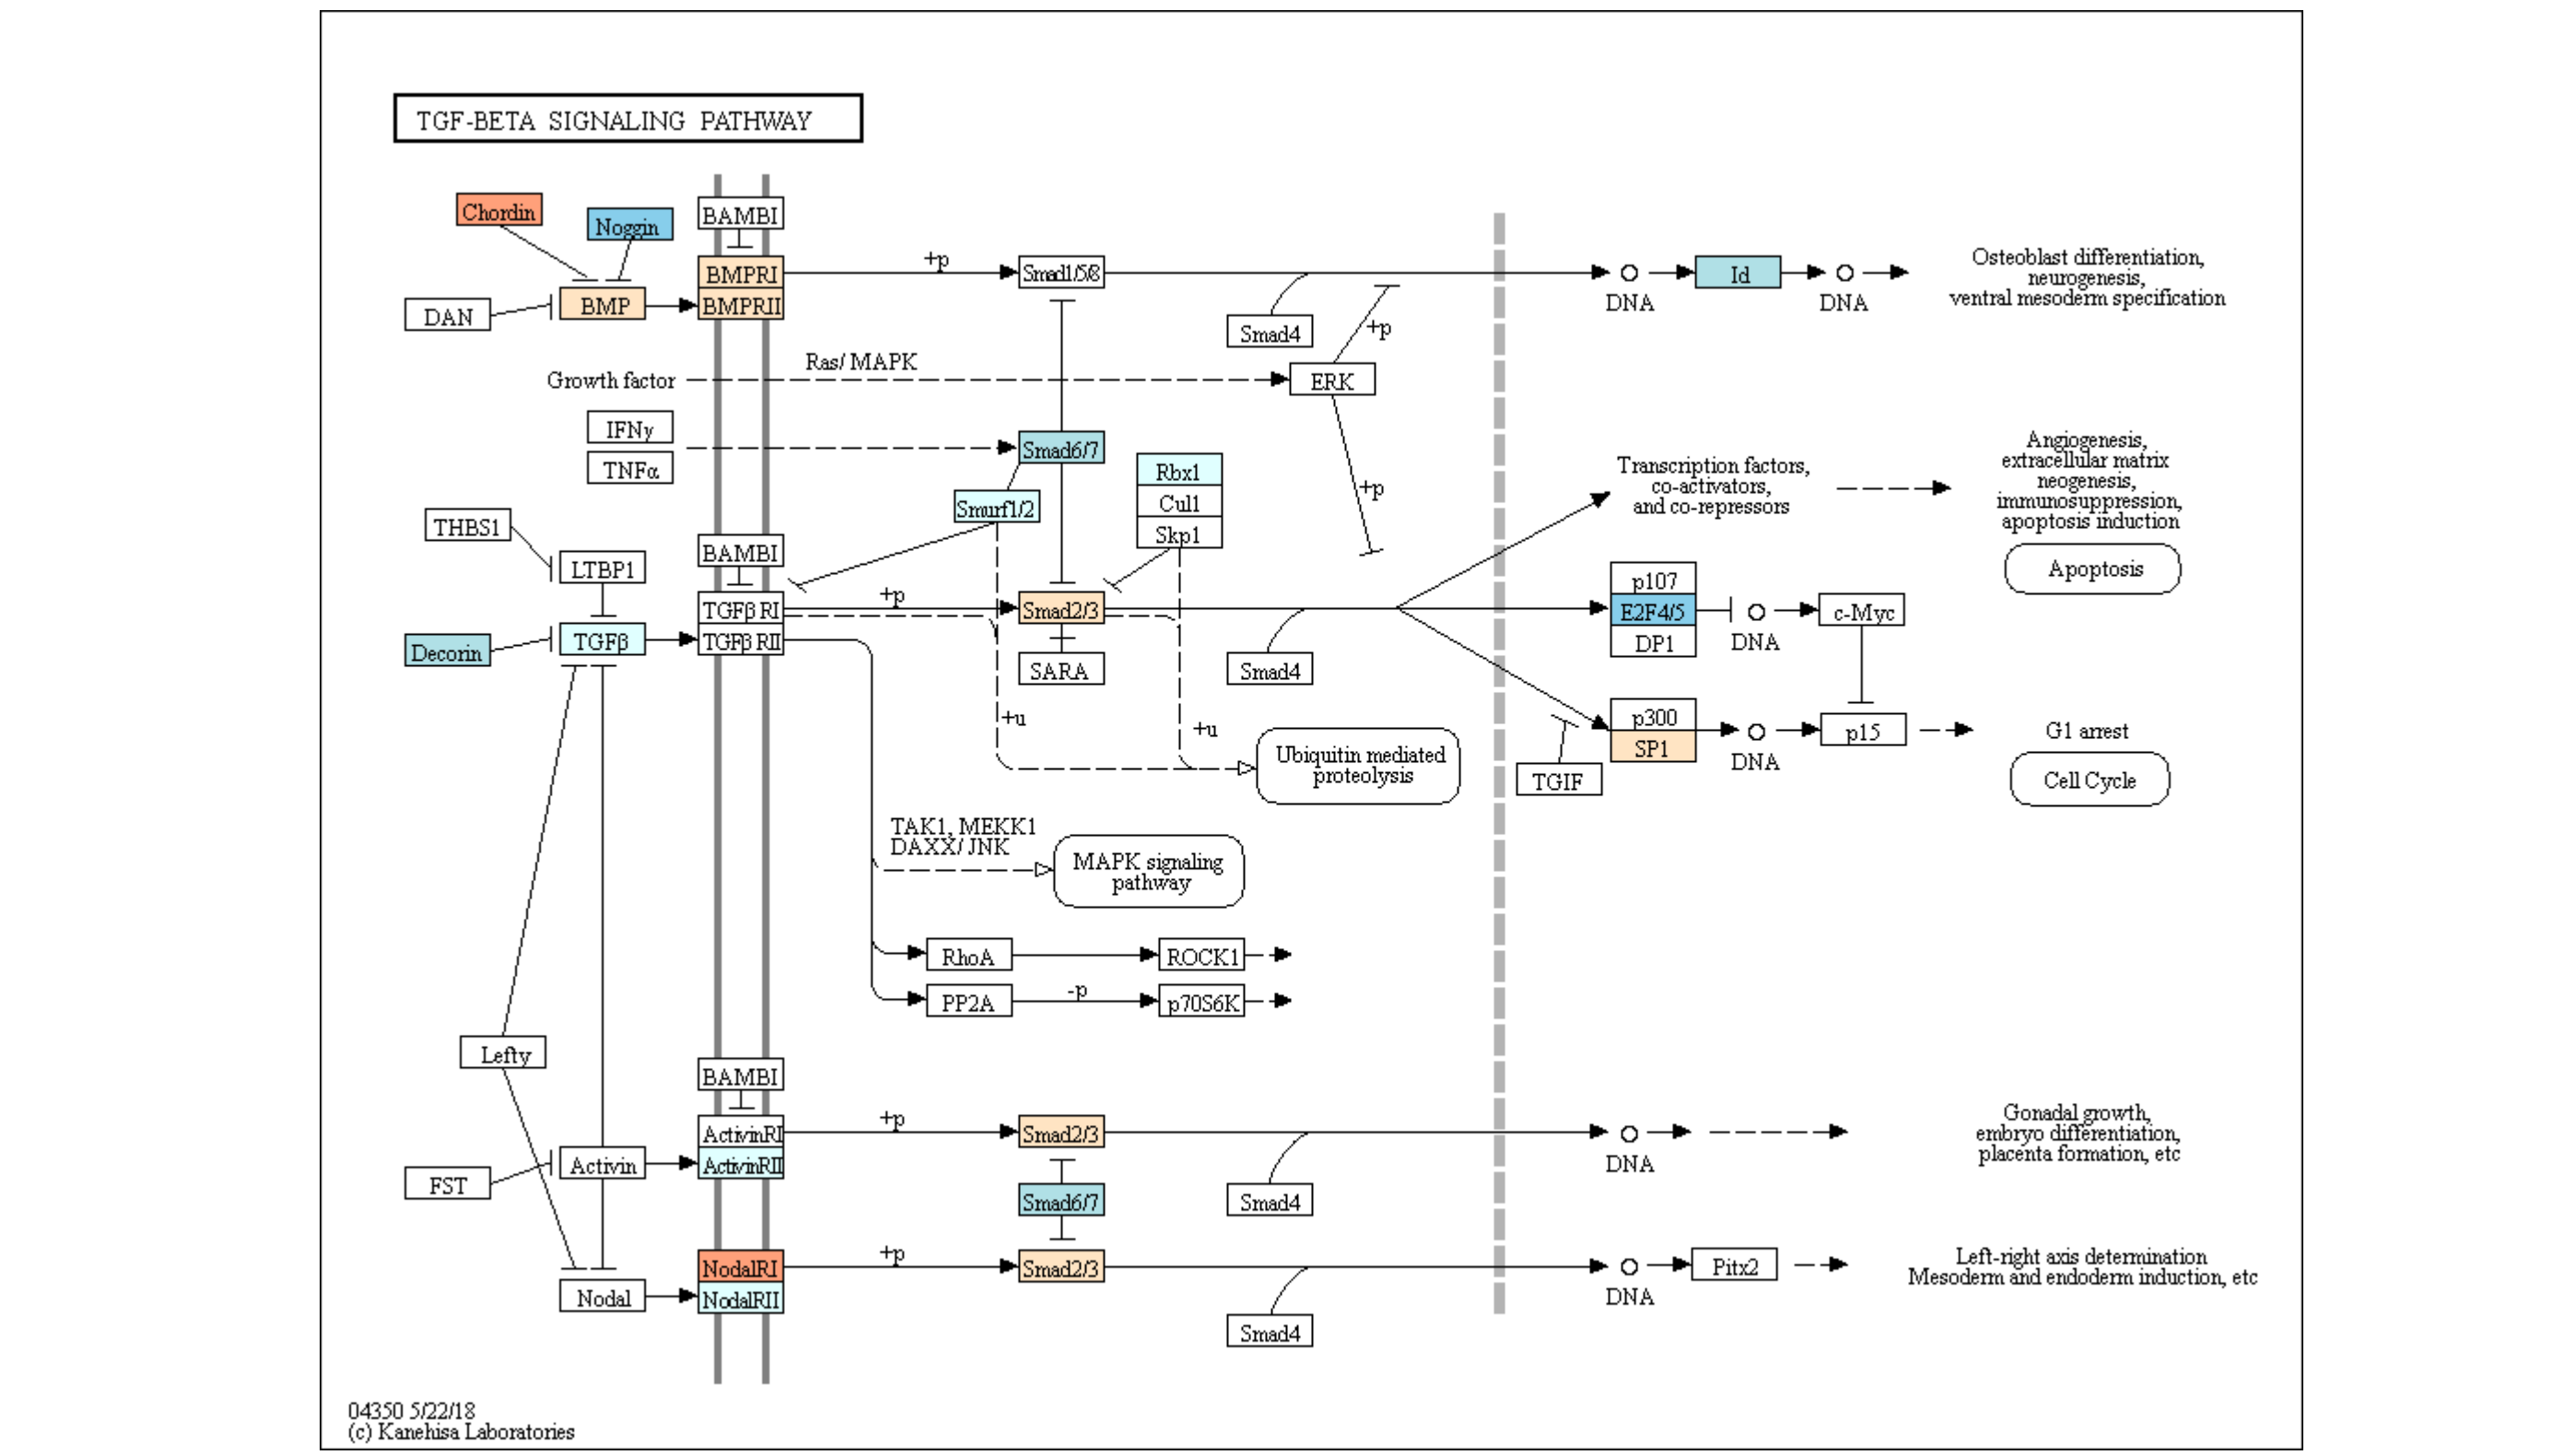 TGF-BETA SIGNALING PATHWAY
Chordin
Noggin
BAMBI
DAN
BMP
BMPRI
BMPRII
+p
Smad1/5/8
Smad4
DNA
Id
DNA
Osteoblast differentiation,
neurogenesis,
ventral mesoderm specification
+p
Growth factor
Ras/ MAPK
ERK
IFNγ
TNFα
Smad6/7
Smurf1/2
Rbx1
Cul1
Skp1
+p
Transcription factors,
co-activators,
and co-repressors
Angiogenesis,
extracellular matrix
neogenesis,
immunosuppression,
apoptosis induction
Apoptosis
THBS1
LTBP1
BAMBI
Decorin
TGFβ
TGFβ RI
TGFβ RII
+p
Smad2/3
SARA
Smad4
p107
E2F4/5
DP1
DNA
c-Myc
+u
+u
Ubiquitin mediated
proteolysis
TGIF
p300
SP1
DNA
p15
G1 arrest
Cell Cycle
TAK1, MEKK1
DAXX/ JNK
MAPK signaling
pathway
RhoA
ROCK1
PP2A
-p
p70S6K
Lefty
BAMBI
FST
Activin
ActivinRI
ActivinRII
+p
Smad2/3
Smad4
DNA
Gonadal growth,
embryo differentiation,
placenta formation, etc
Smad6/7
Nodal
NodalRI
NodalRII
+p
Smad2/3
Smad4
DNA
Pitx2
Left-right axis determination
Mesoderm and endoderm induction, etc
04350 5/22/18
(c) Kanehisa Laboratories